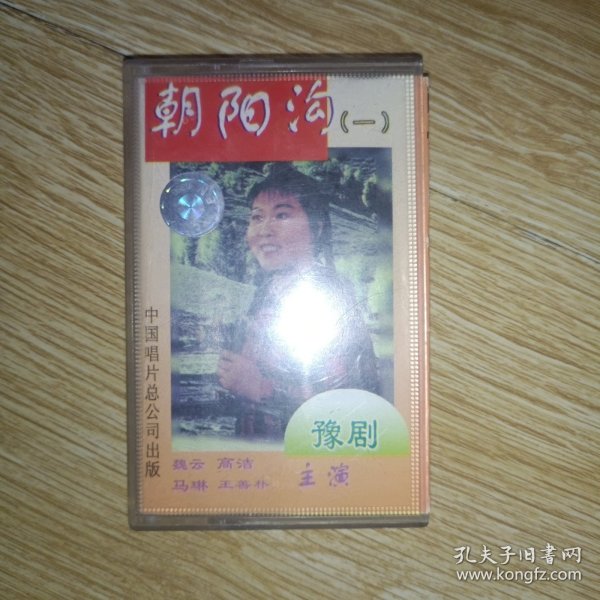 朝阳沟(一)
中国唱片总公司出版
豫剧
魏云 高洁
马琳 王善朴
主演
孔夫子旧书网
www.kongfz.com